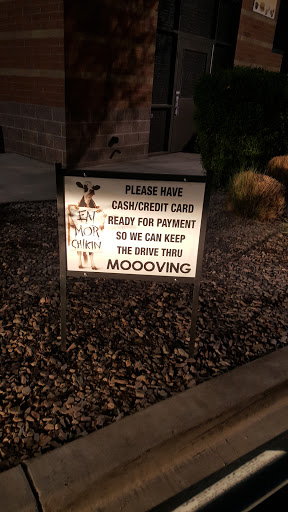 EAT
MOR
CHIKIN
PLEASE HAVE
CASH/CREDIT CARD
READY FOR PAYMENT
SO WE CAN KEEP
THE DRIVE THRU
MOOOVING